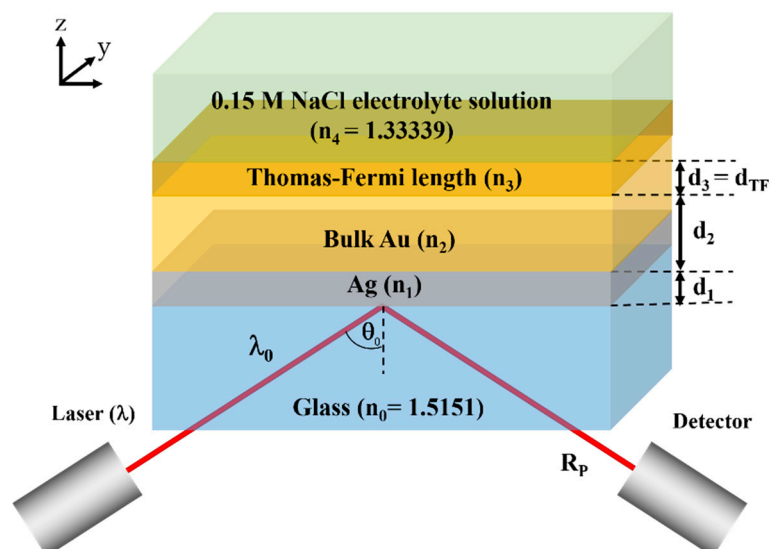 z
y
0.15 M NaCl electrolyte solution
(n₄ = 1.33339)
Thomas-Fermi length (n₃)
d₃ = d_TF
Bulk Au (n₂)
d₂
Ag (n₁)
d₁
θ₀
λ₀
Glass (n₀= 1.5151)
Laser (λ)
Detector
R_P